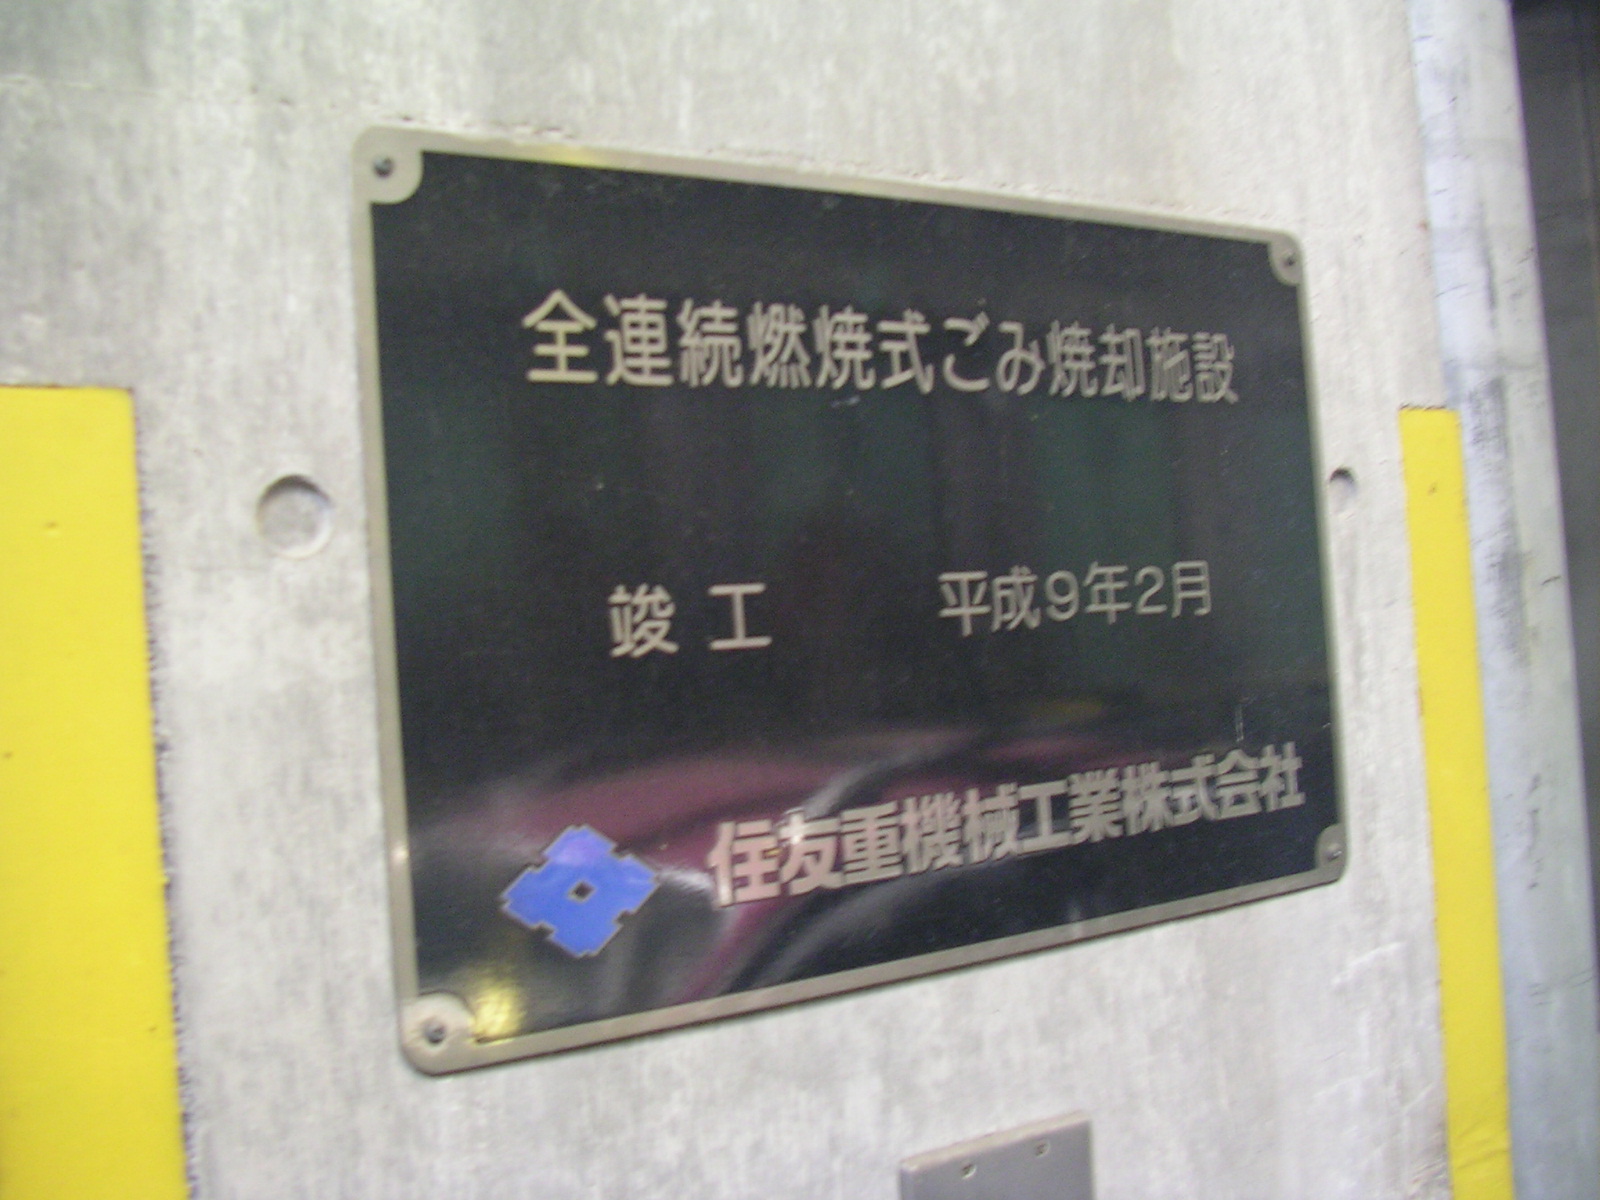 全連続燃焼式ごみ焼却施設
竣工 平成9年2月
住友重機械工業株式会社